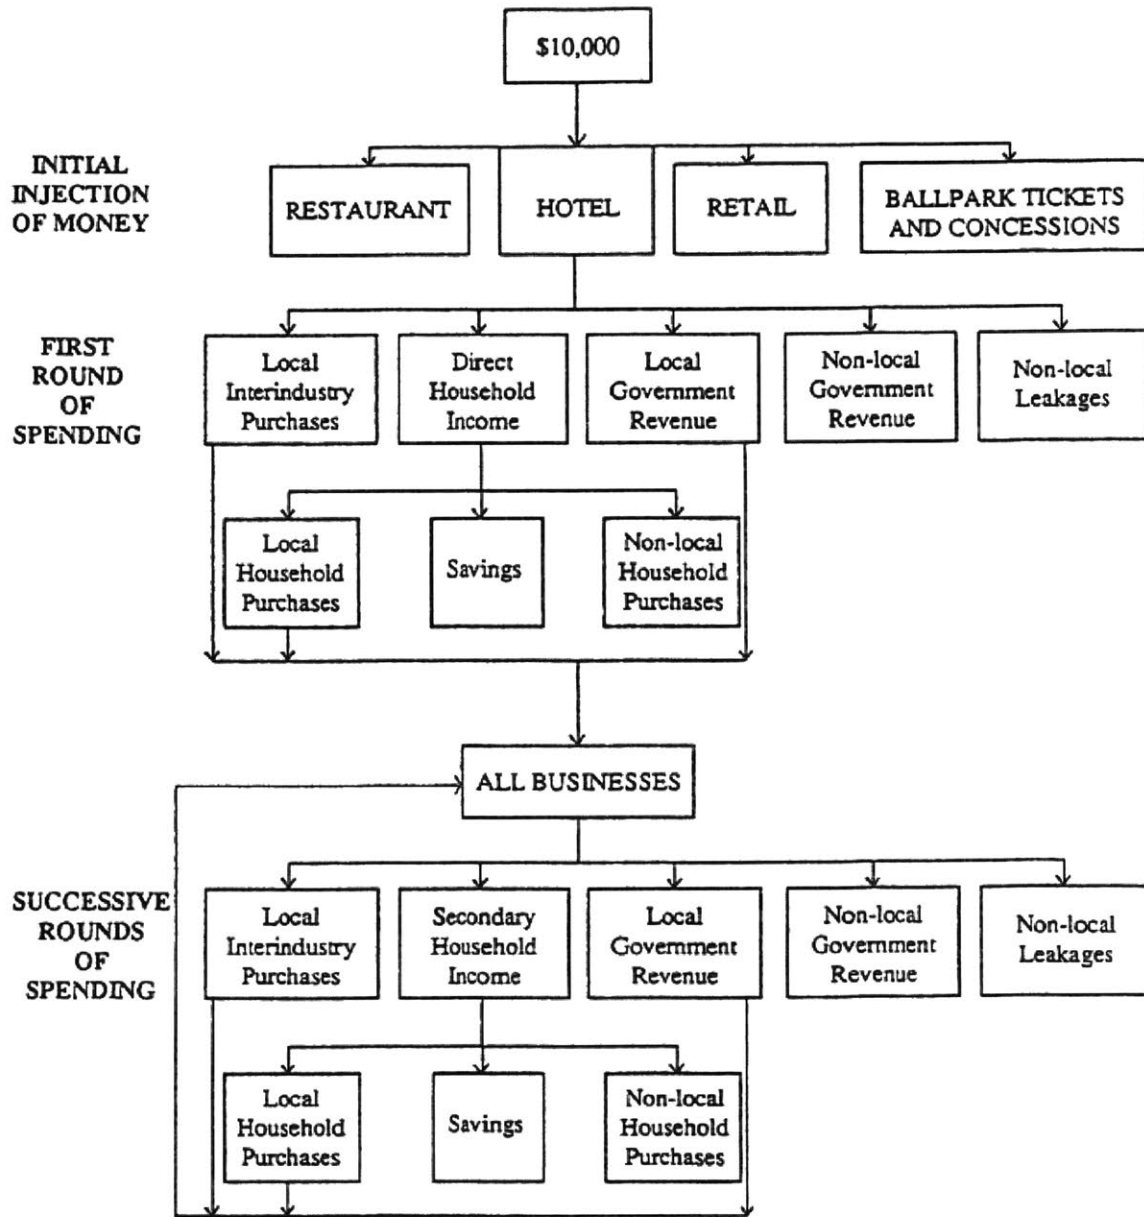 $10,000
INITIAL
INJECTION
OF MONEY
RESTAURANT
HOTEL
RETAIL
BALLPARK TICKETS
AND CONCESSIONS
FIRST
ROUND
OF
SPENDING
Local
Interindustry
Purchases
Direct
Household
Income
Local
Government
Revenue
Non-local
Government
Revenue
Non-local
Leakages
Local
Household
Purchases
Savings
Non-local
Household
Purchases
ALL BUSINESSES
SUCCESSIVE
ROUNDS
OF
SPENDING
Local
Interindustry
Purchases
Secondary
Household
Income
Local
Government
Revenue
Non-local
Government
Revenue
Non-local
Leakages
Local
Household
Purchases
Savings
Non-local
Household
Purchases